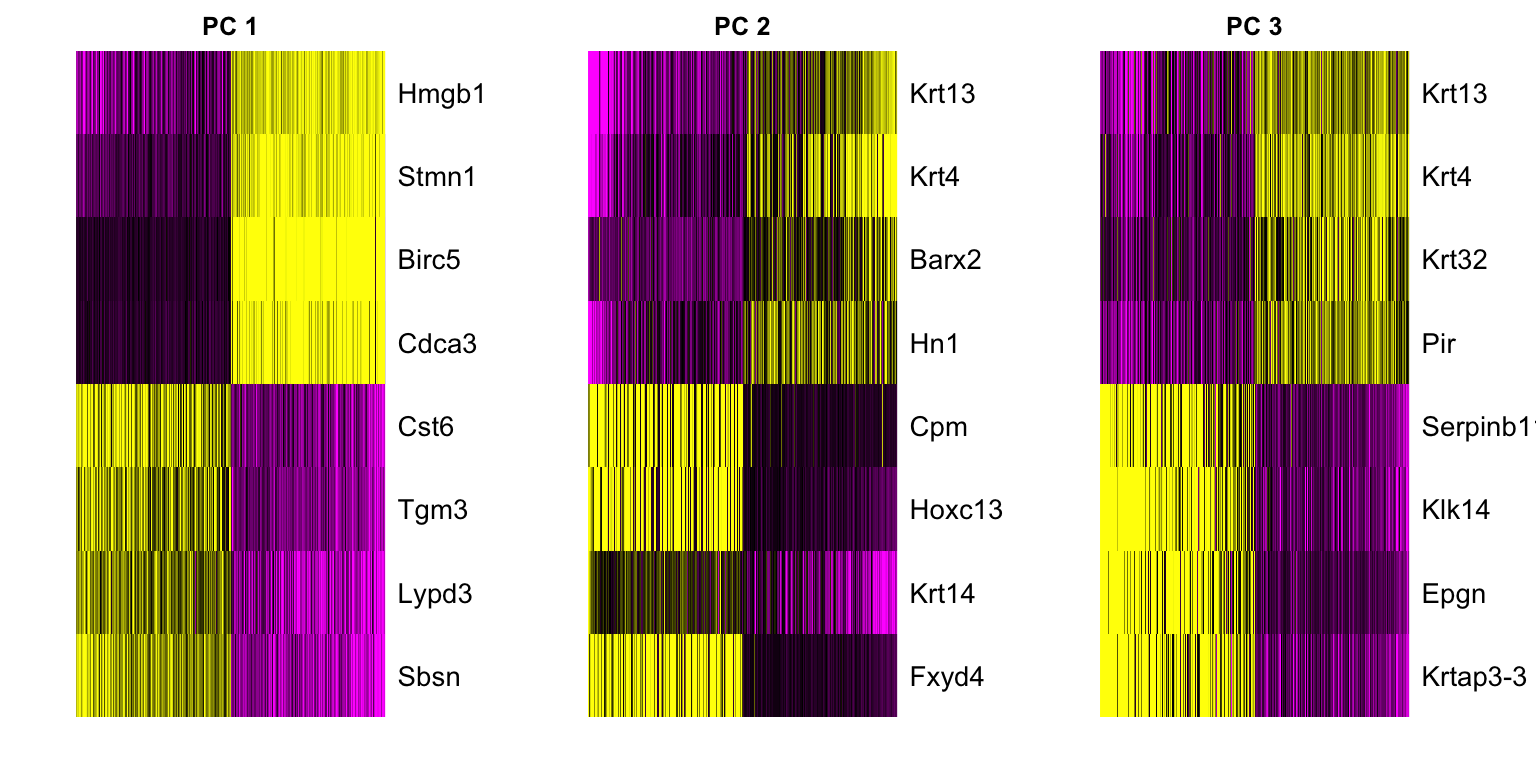 PC 1
Hmgb1
Stmn1
Birc5
Cdca3
Cst6
Tgm3
Lypd3
Sbsn
PC 2
Krt13
Krt4
Barx2
Hn1
Cpm
Hoxc13
Krt14
Fxyd4
PC 3
Krt13
Krt4
Krt32
Pir
Klk14
Epgn
Krtap3-3